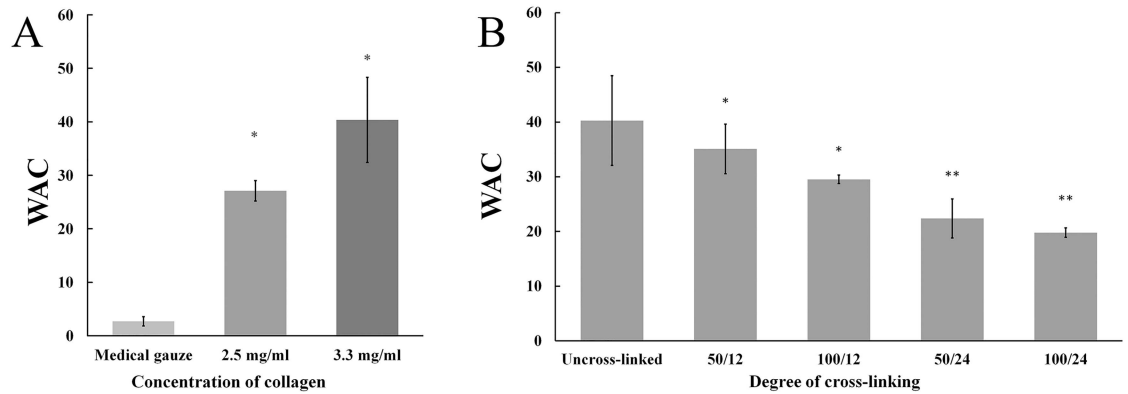 A
60
50
40
30
20
10
0
WAC
*
*
Medical gauze 2.5 mg/ml 3.3 mg/ml
Concentration of collagen
B
60
50
40
30
20
10
0
WAC
*
*
**
**
Uncross-linked 50/12 100/12 50/24 100/24
Degree of cross-linking